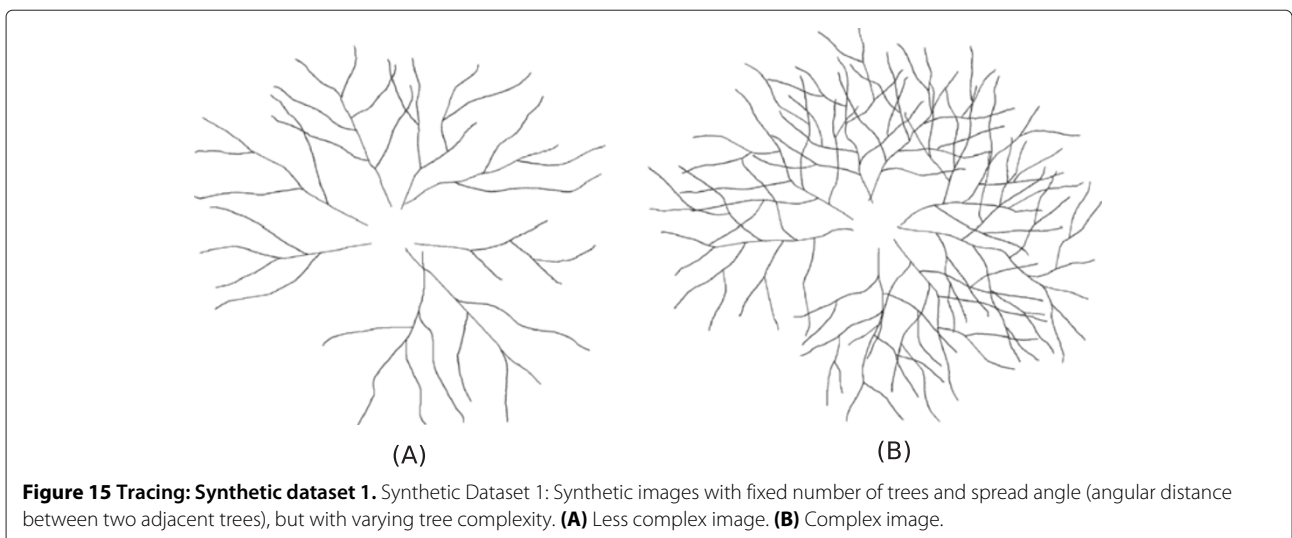 (A)
(B)
Figure 15 Tracing: Synthetic dataset 1. Synthetic Dataset 1: Synthetic images with fixed number of trees and spread angle (angular distance
between two adjacent trees), but with varying tree complexity. (A) Less complex image. (B) Complex image.